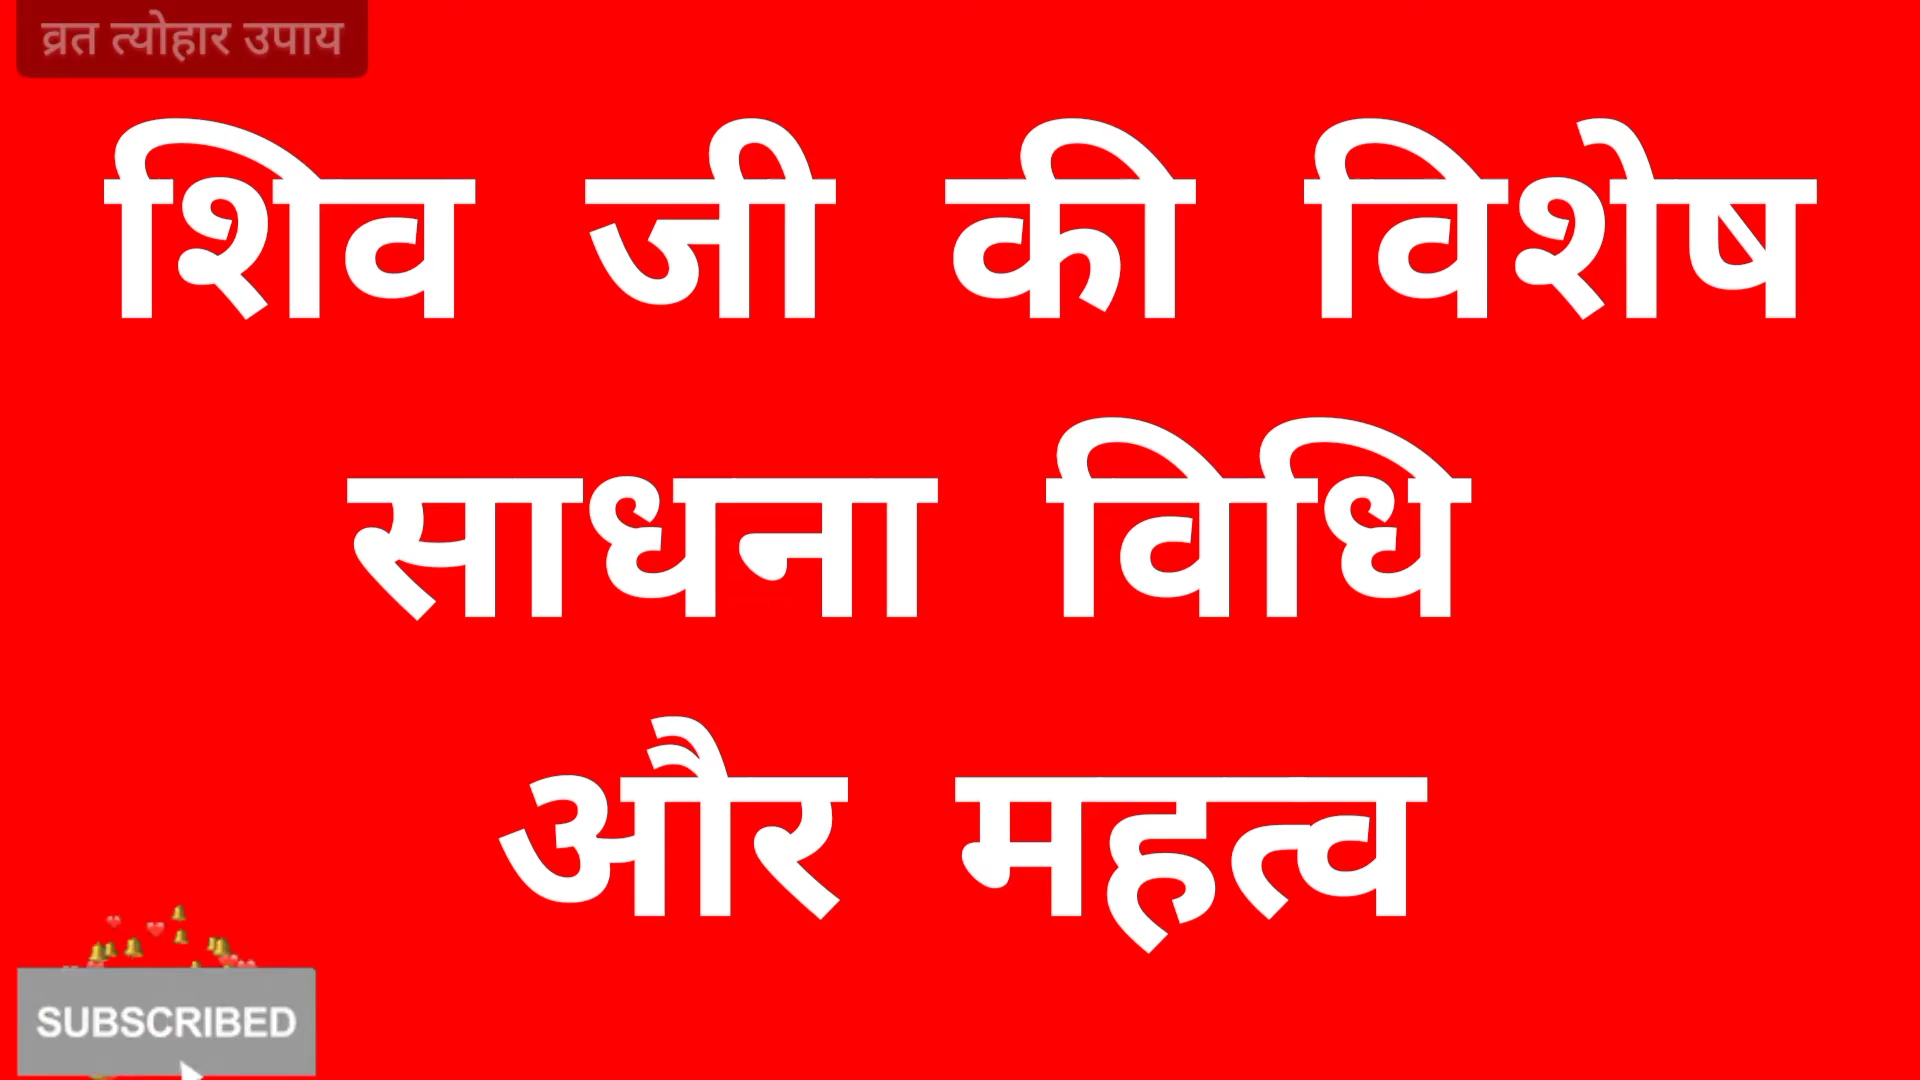 व्रत त्योहार उपाय
शिव जी की विशेष
साधना विधि
और महत्व
SUBSCRIBED